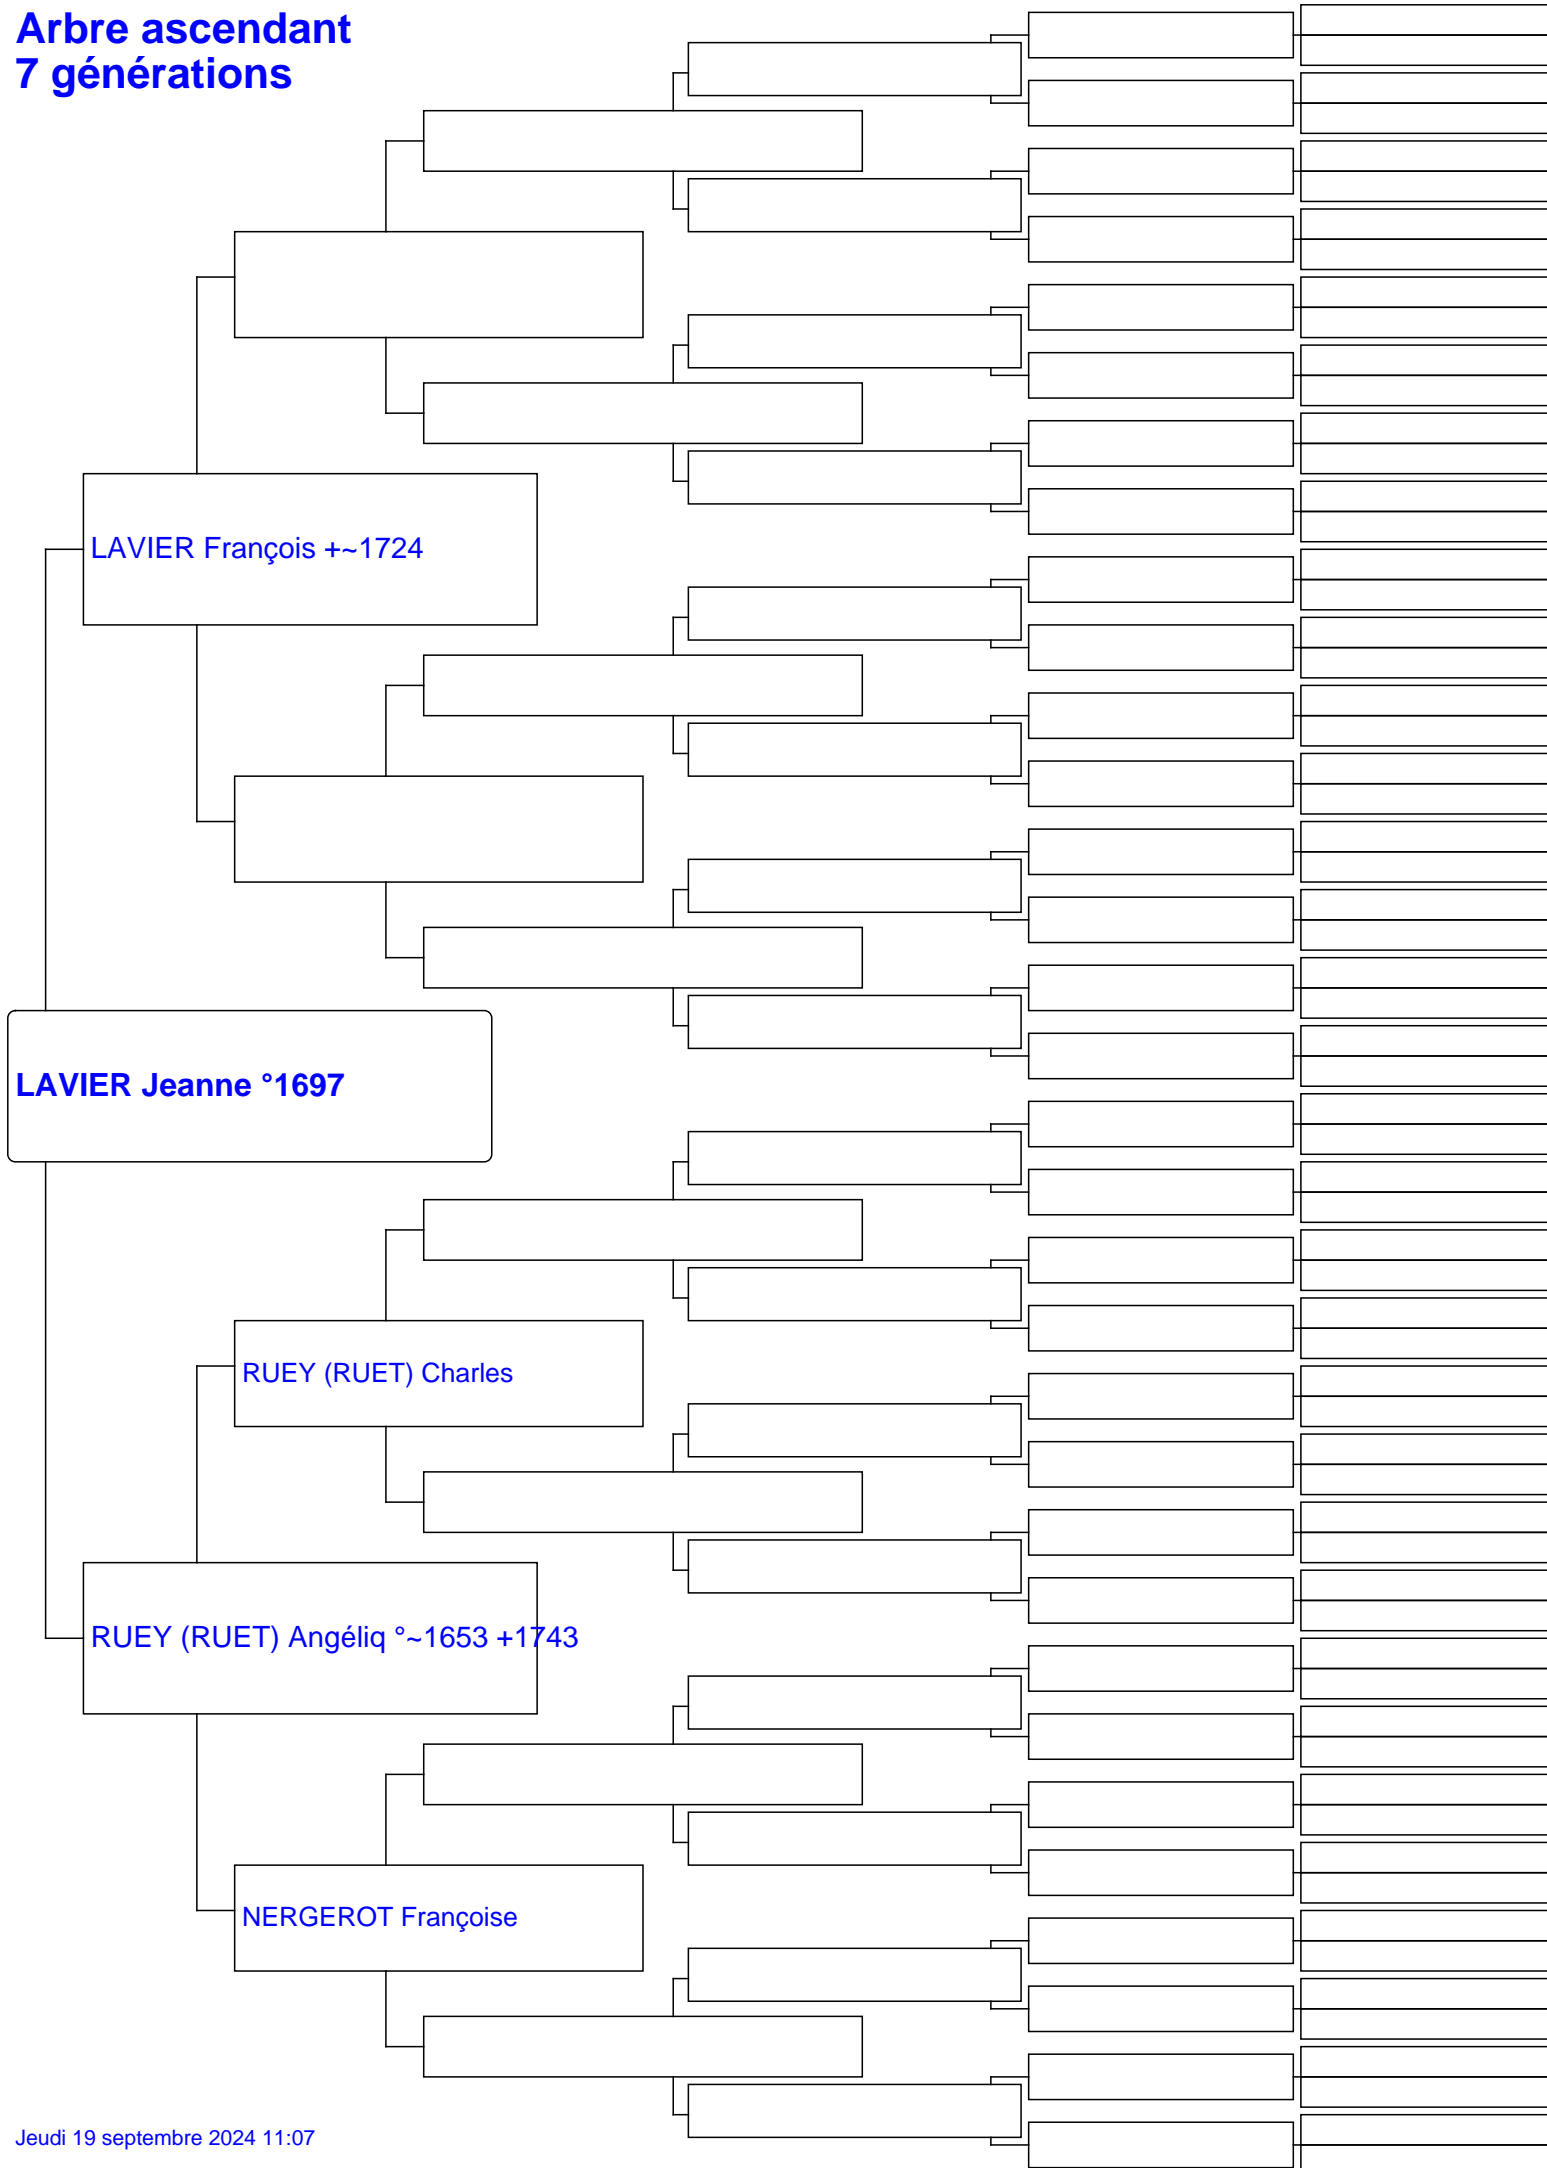 Arbre ascendant
7 générations
LAVIER François +~1724
LAVIER Jeanne °1697
RUEY (RUET) Charles
RUEY (RUET) Angéliq °~1653 +1743
NERGEROT Françoise
Jeudi 19 septembre 2024 11:07